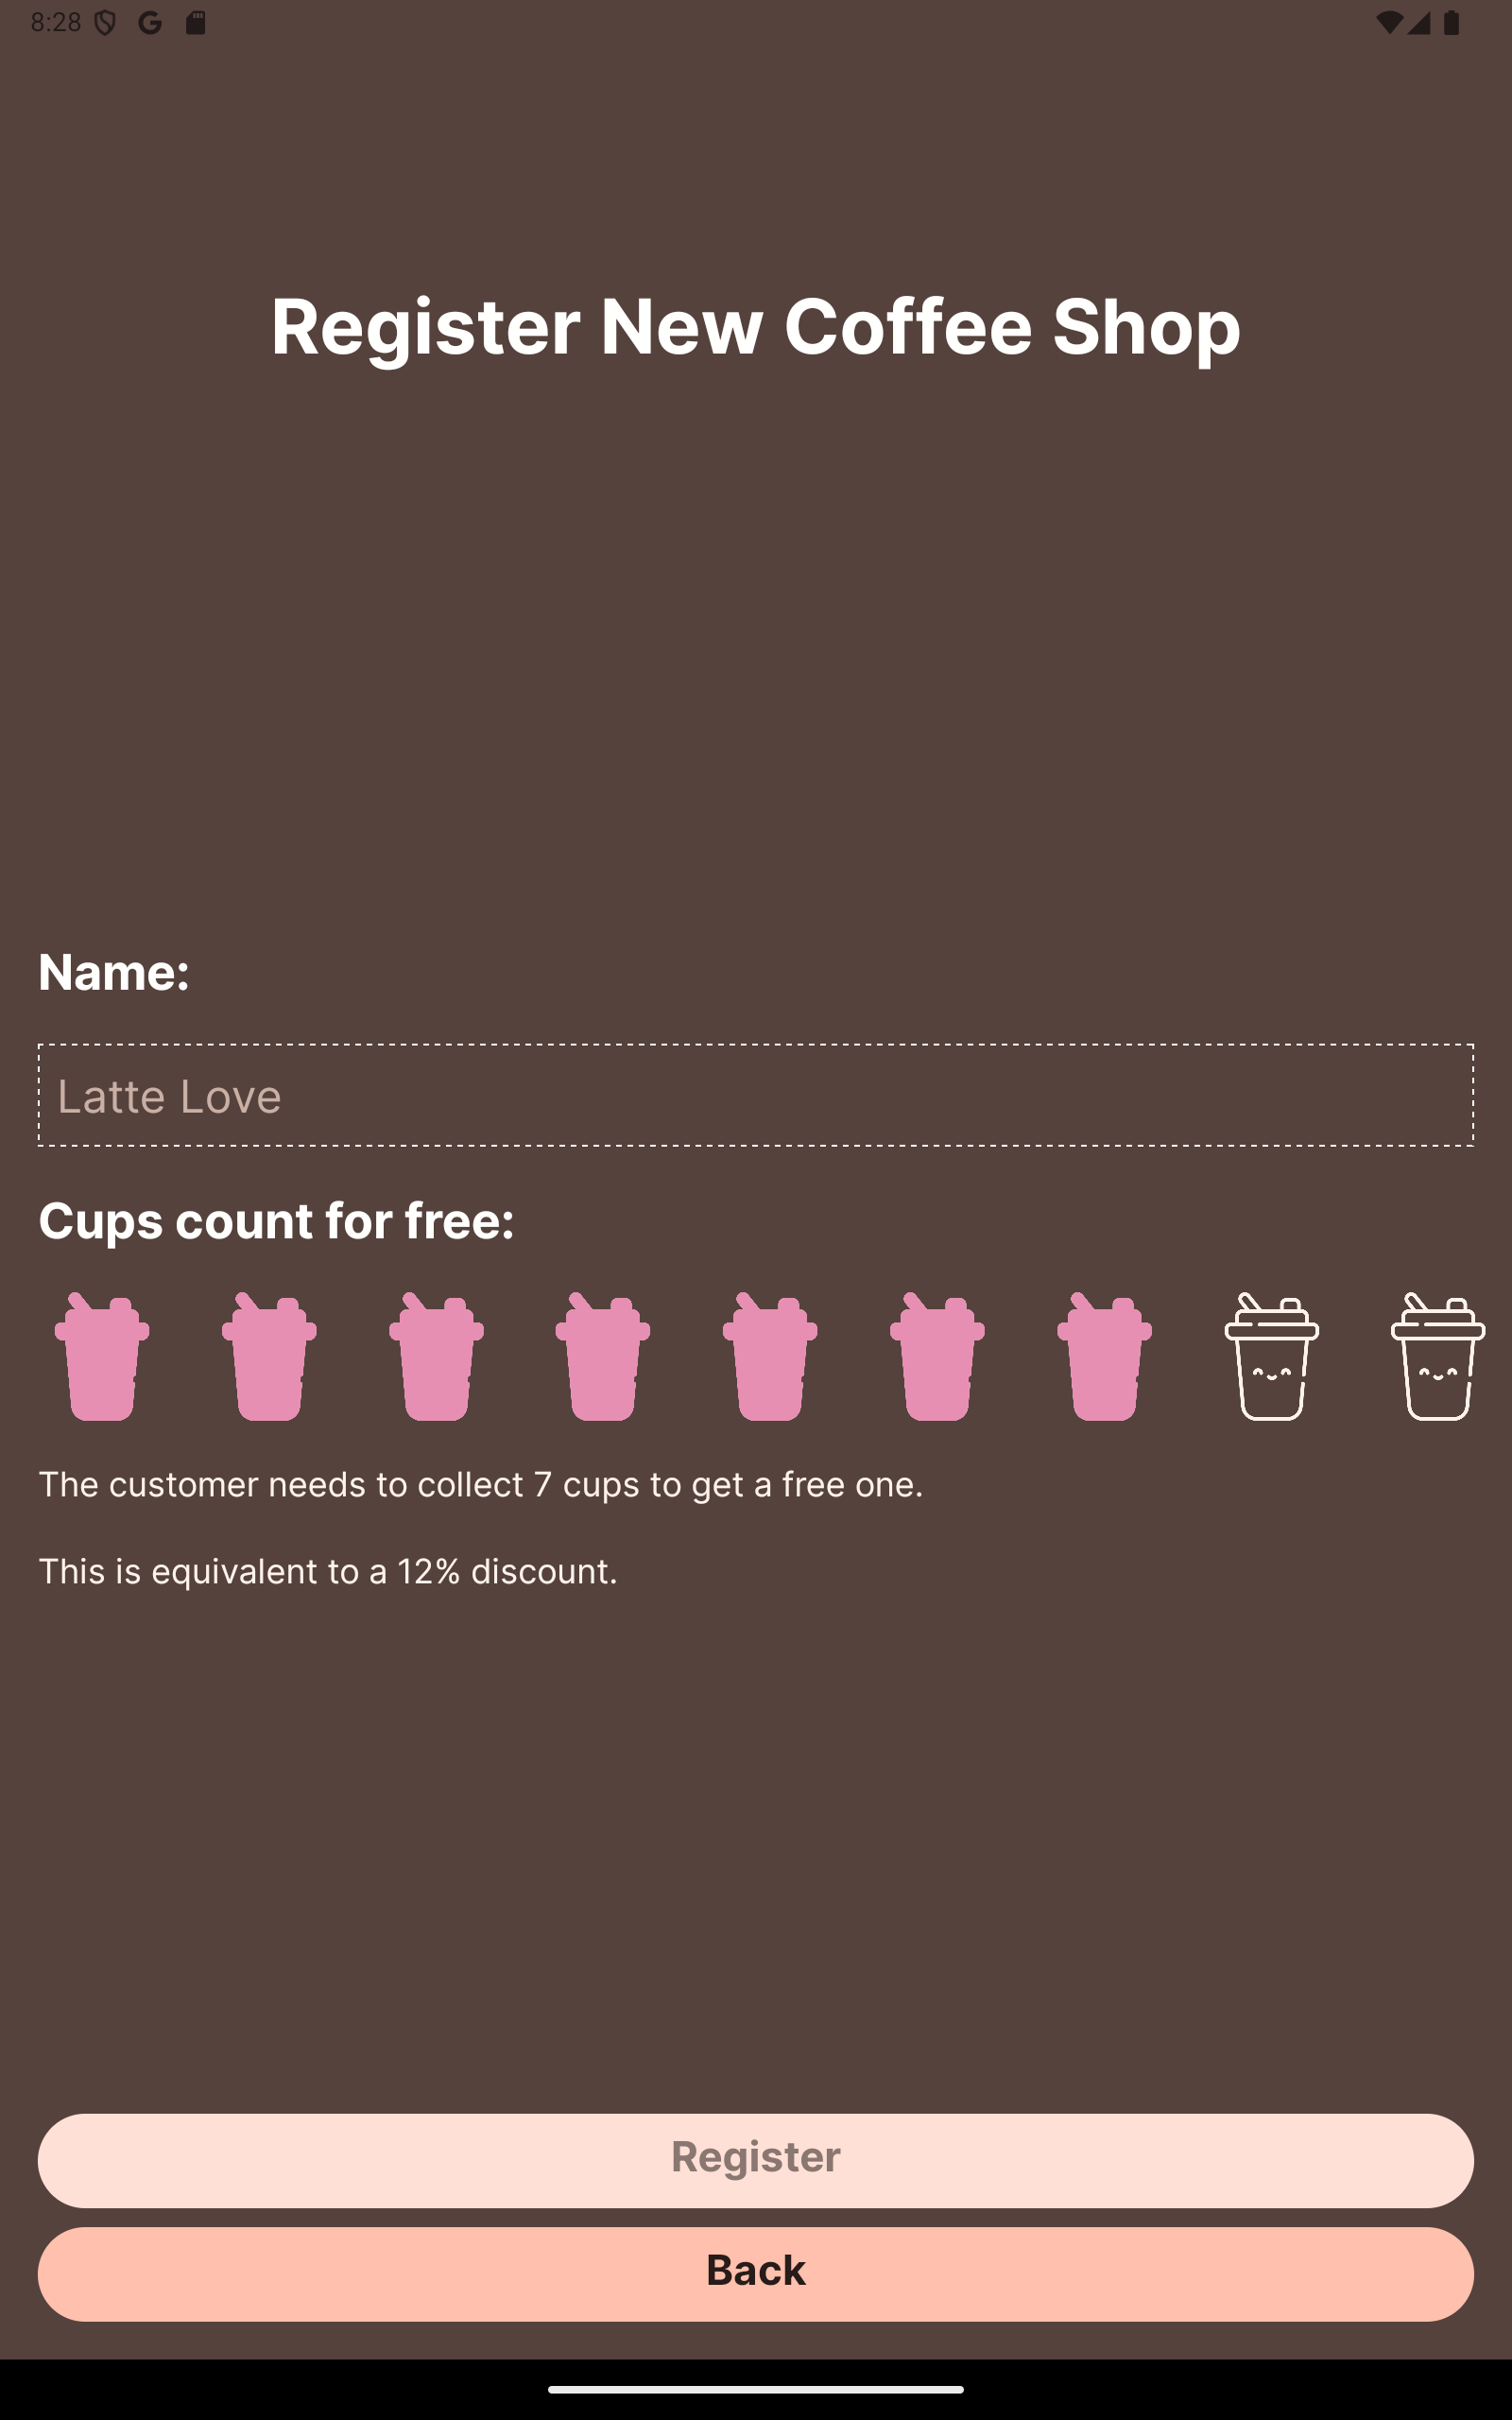 8:28
Register New Coffee Shop
Name:
Latte Love
Cups count for free:
The customer needs to collect 7 cups to get a free one.
This is equivalent to a 12% discount.
Register
Back